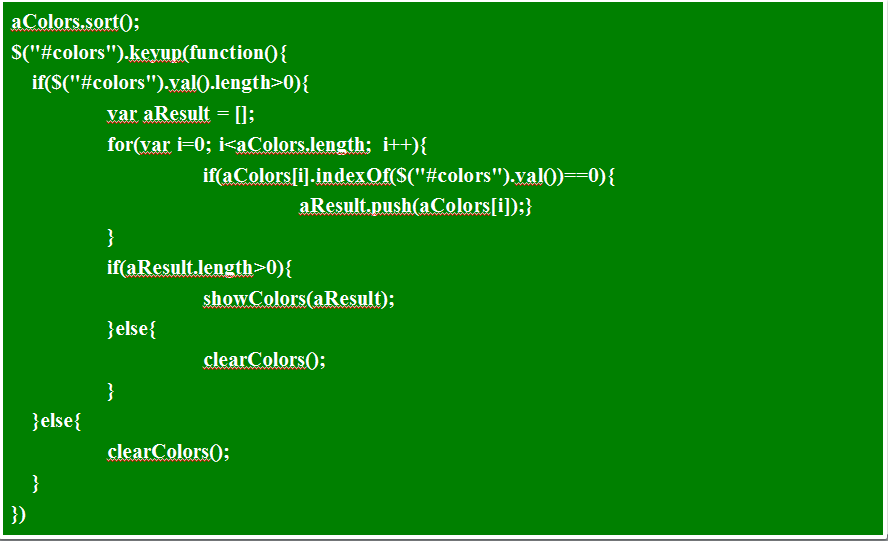 aColors.sort();
$("#colors").keyup(function(){
if($("#colors").val().length>0){
var aResult = [];
for(var i=0; i<aColors.length;  i++){
if(aColors[i].indexOf($("#colors").val())==0){
aResult.push(aColors[i]);}
}
if(aResult.length>0){
showColors(aResult);
}else{
clearColors();
}
}else{
clearColors();
}
})